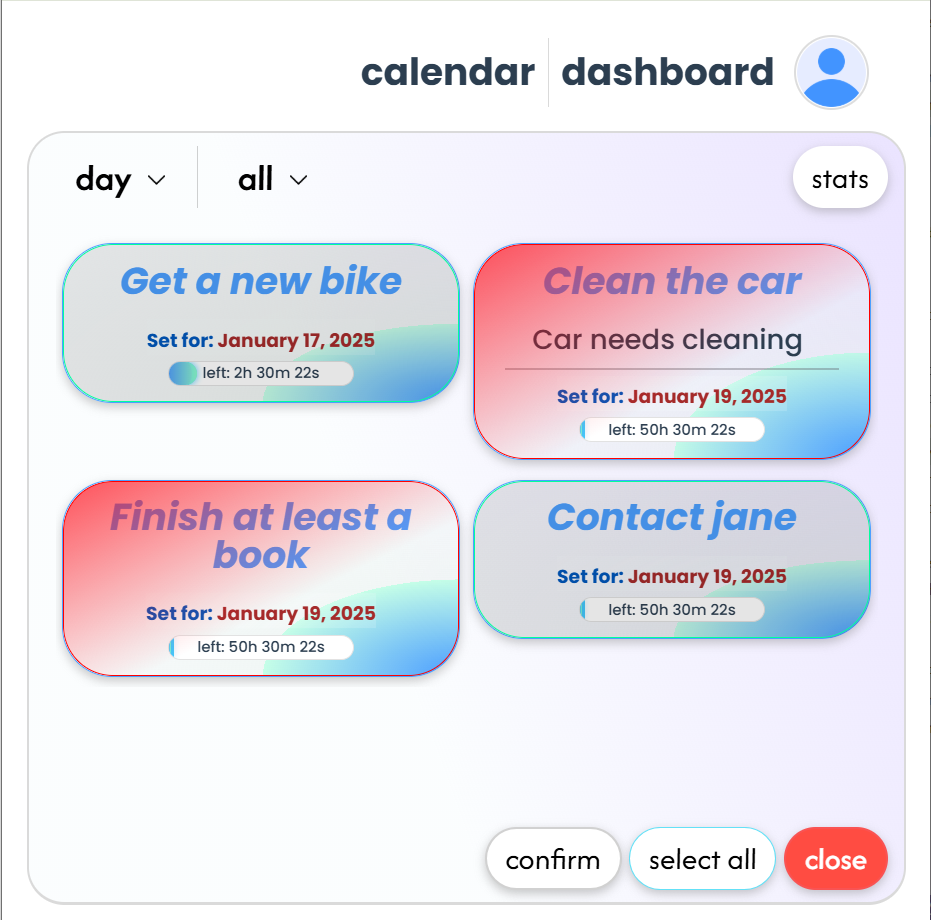 calendar dashboard
day all stats
Get a new bike
Set for: January 17, 2025
left: 2h 30m 22s
Clean the car
Car needs cleaning
Set for: January 19, 2025
left: 50h 30m 22s
Finish at least a
book
Set for: January 19, 2025
left: 50h 30m 22s
Contact jane
Set for: January 19, 2025
left: 50h 30m 22s
confirm select all close